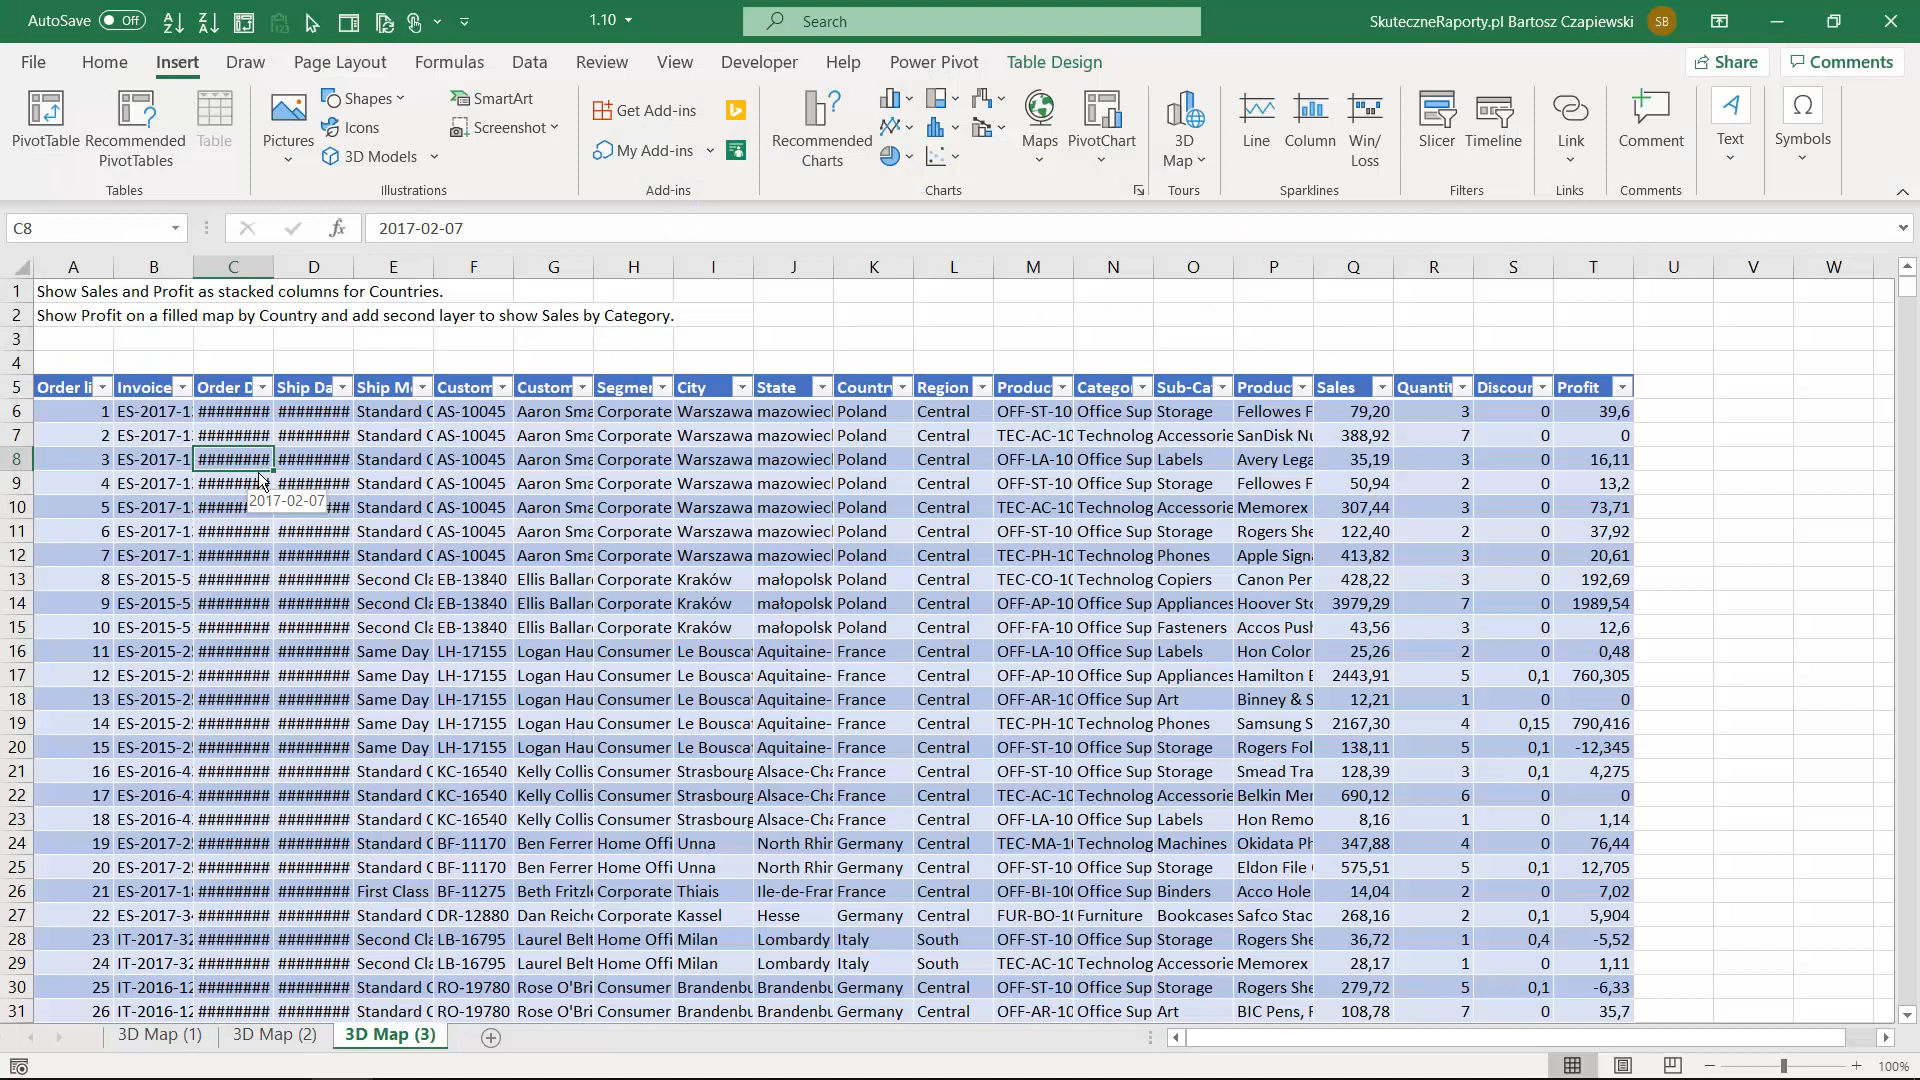 AutoSave Off 1.10 Search SkuteczneRaporty.pl Bartosz Czapiewski SB
File Home Insert Draw Page Layout Formulas Data Review View Developer Help Power Pivot Table Design Share Comments
PivotTable Recommended PivotTables Table Pictures Shapes Icons 3D Models SmartArt Screenshot Get Add-ins My Add-ins Recommended Charts Maps PivotChart 3D Map Line Column Win/Loss Slicer Timeline Link Comment Text Symbols
Tables Illustrations Add-ins Charts Tours Sparklines Filters Links Comments
C8 fx 2017-02-07
A B C D E F G H I J K L M N O P Q R S T U V W
1 Show Sales and Profit as stacked columns for Countries.
2 Show Profit on a filled map by Country and add second layer to show Sales by Category.
3
4
5 Order li Invoice Order D Ship Da Ship M Custom Custom Segmer City State Country Region Produc Categor Sub-Ca Produc Sales Quantit Discour Profit
6 1 ES-2017-1 ######## ######## Standard C AS-10045 Aaron Sma Corporate Warszawa mazowiec Poland Central OFF-ST-10 Office Sup Storage Fellowes F 79,20 3 0 39,6
7 2 ES-2017-1 ######## ######## Standard C AS-10045 Aaron Sma Corporate Warszawa mazowiec Poland Central TEC-AC-10 Technolog Accessorie SanDisk Nu 388,92 7 0 0
8 3 ES-2017-1 ######## ######## Standard C AS-10045 Aaron Sma Corporate Warszawa mazowiec Poland Central OFF-LA-10 Office Sup Labels Avery Lega 35,19 3 0 16,11
9 4 ES-2017-1 ######## ######## Standard C AS-10045 Aaron Sma Corporate Warszawa mazowiec Poland Central OFF-ST-10 Office Sup Storage Fellowes F 50,94 2 0 13,2
2017-02-07
10 5 ES-2017-1 ##### ### Standard C AS-10045 Aaron Sma Corporate Warszawa mazowiec Poland Central TEC-AC-10 Technolog Accessorie Memorex 307,44 3 0 73,71
11 6 ES-2017-1 ######## ######## Standard C AS-10045 Aaron Sma Corporate Warszawa mazowiec Poland Central OFF-ST-10 Office Sup Storage Rogers She 122,40 2 0 37,92
12 7 ES-2017-1 ######## ######## Standard C AS-10045 Aaron Sma Corporate Warszawa mazowiec Poland Central TEC-PH-10 Technolog Phones Apple Sign 413,82 3 0 20,61
13 8 ES-2015-5 ######## ######## Second Cla EB-13840 Ellis Ballar Corporate Kraków małopolsk Poland Central TEC-CO-10 Technolog Copiers Canon Per 428,22 3 0 192,69
14 9 ES-2015-5 ######## ######## Second Cla EB-13840 Ellis Ballar Corporate Kraków małopolsk Poland Central OFF-AP-10 Office Sup Appliances Hoover Sto 3979,29 7 0 1989,54
15 10 ES-2015-5 ######## ######## Second Cla EB-13840 Ellis Ballar Corporate Kraków małopolsk Poland Central OFF-FA-10 Office Sup Fasteners Accos Push 43,56 3 0 12,6
16 11 ES-2015-25 ######## ######## Same Day LH-17155 Logan Hau Consumer Le Bouscat Aquitaine- France Central OFF-LA-10 Office Sup Labels Hon Color 25,26 2 0 0,48
17 12 ES-2015-25 ######## ######## Same Day LH-17155 Logan Hau Consumer Le Bouscat Aquitaine- France Central OFF-AP-10 Office Sup Appliances Hamilton B 2443,91 5 0,1 760,305
18 13 ES-2015-25 ######## ######## Same Day LH-17155 Logan Hau Consumer Le Bouscat Aquitaine- France Central OFF-AR-10 Office Sup Art Binney & S 12,21 1 0 0
19 14 ES-2015-25 ######## ######## Same Day LH-17155 Logan Hau Consumer Le Bouscat Aquitaine- France Central TEC-PH-10 Technolog Phones Samsung S 2167,30 4 0,15 790,416
20 15 ES-2015-25 ######## ######## Same Day LH-17155 Logan Hau Consumer Le Bouscat Aquitaine- France Central OFF-ST-10 Office Sup Storage Rogers Fol 138,11 5 0,1 -12,345
21 16 ES-2016-4 ######## ######## Standard C KC-16540 Kelly Collis Consumer Strasbourg Alsace-Cha France Central OFF-ST-10 Office Sup Storage Smead Tra 128,39 3 0,1 4,275
22 17 ES-2016-4 ######## ######## Standard C KC-16540 Kelly Collis Consumer Strasbourg Alsace-Cha France Central TEC-AC-10 Technolog Accessorie Belkin Mer 690,12 6 0 0
23 18 ES-2016-4 ######## ######## Standard C KC-16540 Kelly Collis Consumer Strasbourg Alsace-Cha France Central OFF-LA-10 Office Sup Labels Hon Remo 8,16 1 0 1,14
24 19 ES-2017-25 ######## ######## Standard C BF-11170 Ben Ferrer Home Offi Unna North Rhin Germany Central TEC-MA-1 Technolog Machines Okidata Ph 347,88 4 0 76,44
25 20 ES-2017-25 ######## ######## Standard C BF-11170 Ben Ferrer Home Offi Unna North Rhin Germany Central OFF-ST-10 Office Sup Storage Eldon File 575,51 5 0,1 12,705
26 21 ES-2017-18 ######## ######## First Class BF-11275 Beth Fritzle Corporate Thiais Ile-de-Fran France Central OFF-BI-100 Office Sup Binders Acco Hole 14,04 2 0 7,02
27 22 ES-2017-34 ######## ######## Standard C DR-12880 Dan Reiche Corporate Kassel Hesse Germany Central FUR-BO-10 Furniture Bookcases Safco Stac 268,16 2 0,1 5,904
28 23 IT-2017-32 ######## ######## Second Cla LB-16795 Laurel Belt Home Offi Milan Lombardy Italy South OFF-ST-10 Office Sup Storage Rogers She 36,72 1 0,4 -5,52
29 24 IT-2017-32 ######## ######## Second Cla LB-16795 Laurel Belt Home Offi Milan Lombardy Italy South TEC-AC-10 Technolog Accessorie Memorex 28,17 1 0 1,11
30 25 IT-2016-12 ######## ######## Standard C RO-19780 Rose O'Bri Consumer Brandenbu Brandenbu Germany Central OFF-ST-10 Office Sup Storage Rogers She 279,72 5 0,1 -6,33
31 26 IT-2016-12 ######## ######## Standard C RO-19780 Rose O'Bri Consumer Brandenbu Brandenbu Germany Central OFF-AR-10 Office Sup Art BIC Pens, F 108,78 7 0 35,7
3D Map (1) 3D Map (2) 3D Map (3)
100%